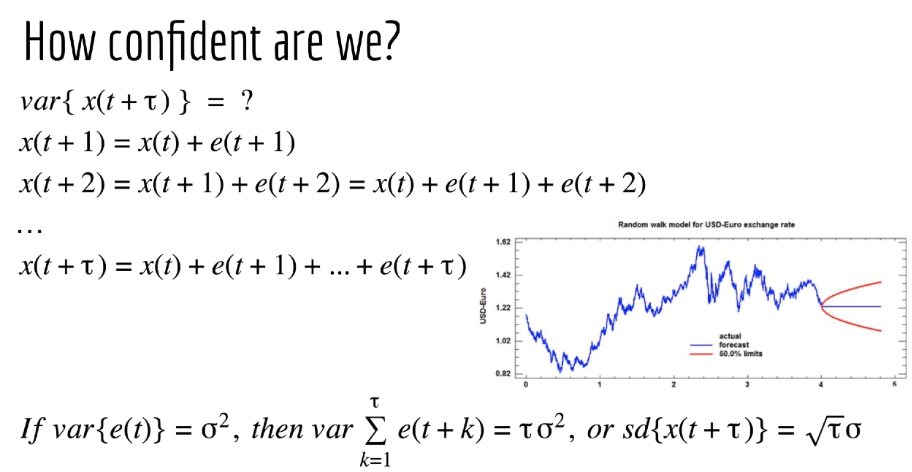 How confident are we?
var{ x(t + τ) } = ?
x(t + 1) = x(t) + e(t + 1)
x(t + 2) = x(t + 1) + e(t + 2) = x(t) + e(t + 1) + e(t + 2)
...
x(t + τ) = x(t) + e(t + 1) + ... + e(t + τ)
Random walk model for USD-Euro exchange rate
USD-Euro
1.62
1.42
1.22
1.02
0.82
actual
forecast
50.0% limits
0 1 2 3 4 5
If var{e(t)} = σ², then var ∑ₖ₌₁^τ e(t + k) = τσ², or sd{x(t + τ)} = √τσ